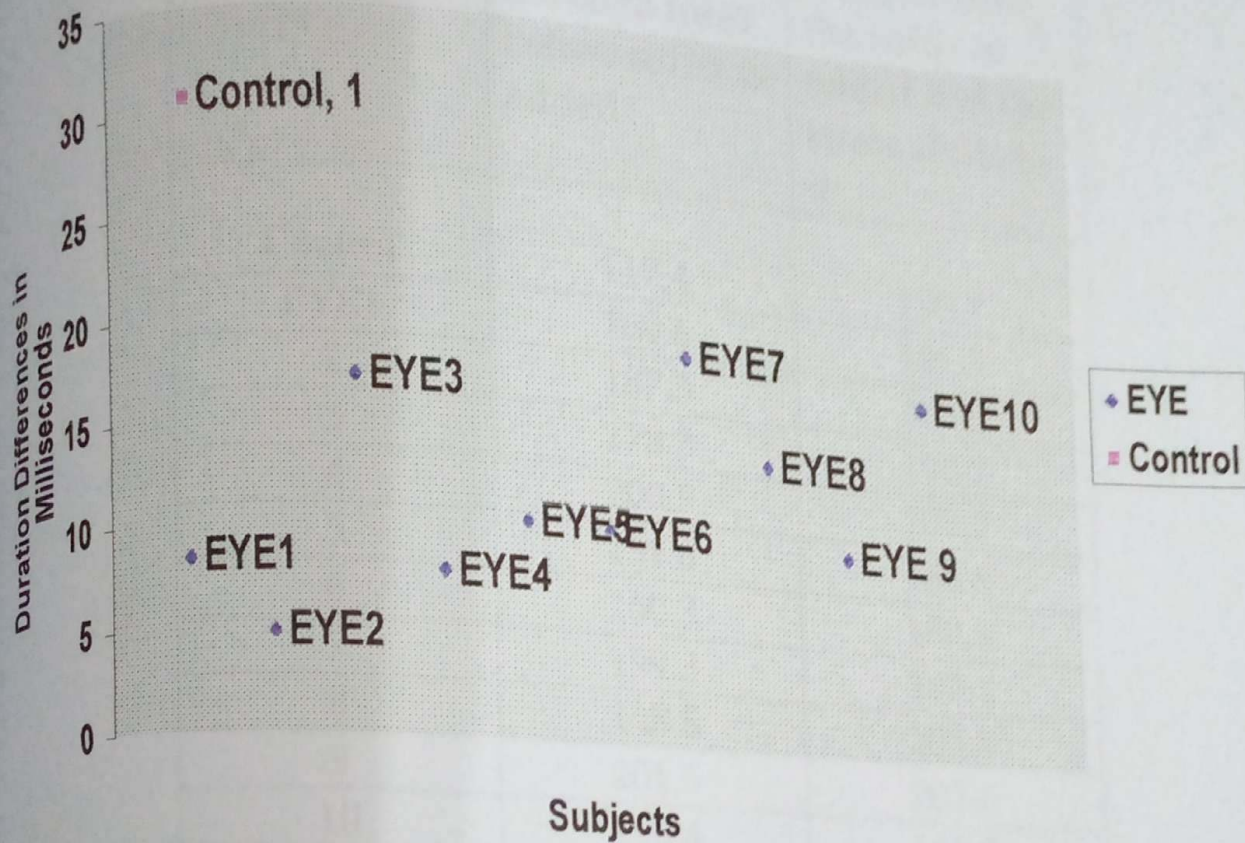 35
30
25
20
15
10
5
0
Duration Differences in
Milliseconds
Control, 1
EYE3
EYE7
EYE10
EYE8
EYE5
EYE6
EYE1
EYE4
EYE 9
EYE2
EYE
Control
Subjects